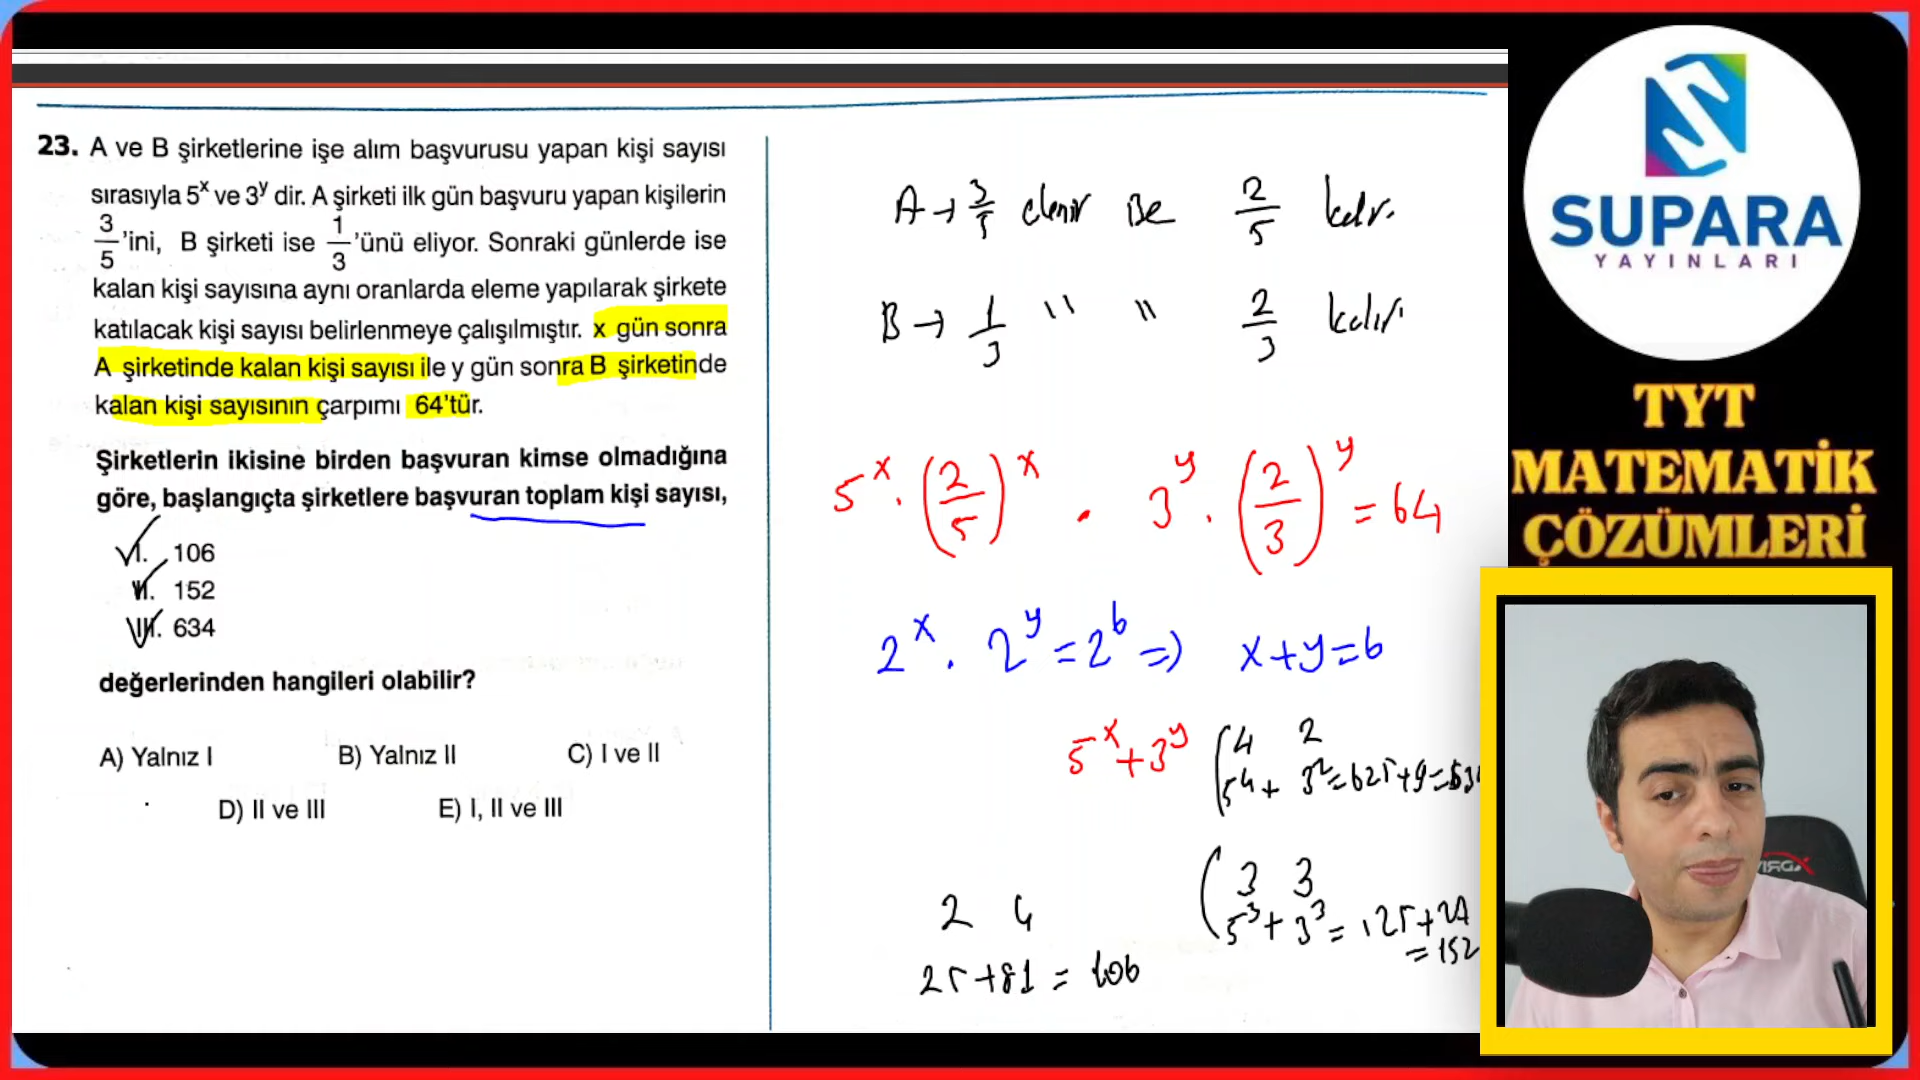 23. A ve B şirketlerine işe alım başvurusu yapan kişi sayısı
sırasıyla 5^x ve 3^y dir. A şirketi ilk gün başvuru yapan kişilerin
3/5'ini, B şirketi ise 1/3'ünü eliyor. Sonraki günlerde ise
kalan kişi sayısına aynı oranlarda eleme yapılarak şirkete
katılacak kişi sayısı belirlenmeye çalışılmıştır. x gün sonra
A şirketinde kalan kişi sayısı ile y gün sonra B şirketinde
kalan kişi sayısının çarpımı 64'tür.
Şirketlerin ikisine birden başvuran kimse olmadığına
göre, başlangıçta şirketlere başvuran toplam kişi sayısı,
I. 106
II. 152
III. 634
değerlerinden hangileri olabilir?
A) Yalnız I B) Yalnız II C) I ve II
D) II ve III E) I, II ve III
A → 3/5 elenir ise 2/5 kalır.
B → 1/3 " " 2/3 kalır.
5^x · (2/5)^x · 3^y · (2/3)^y = 64
2^x · 2^y = 2^6 ⇒ x+y=6
5^x+3^y
4 2
5^4 + 3^2 = 625+9=634
3 3
5^3 + 3^3 = 125+27
=152
2 4
25+81 = 106
SUPARA
YAYINLARI
TYT
MATEMATİK
ÇÖZÜMLERİ